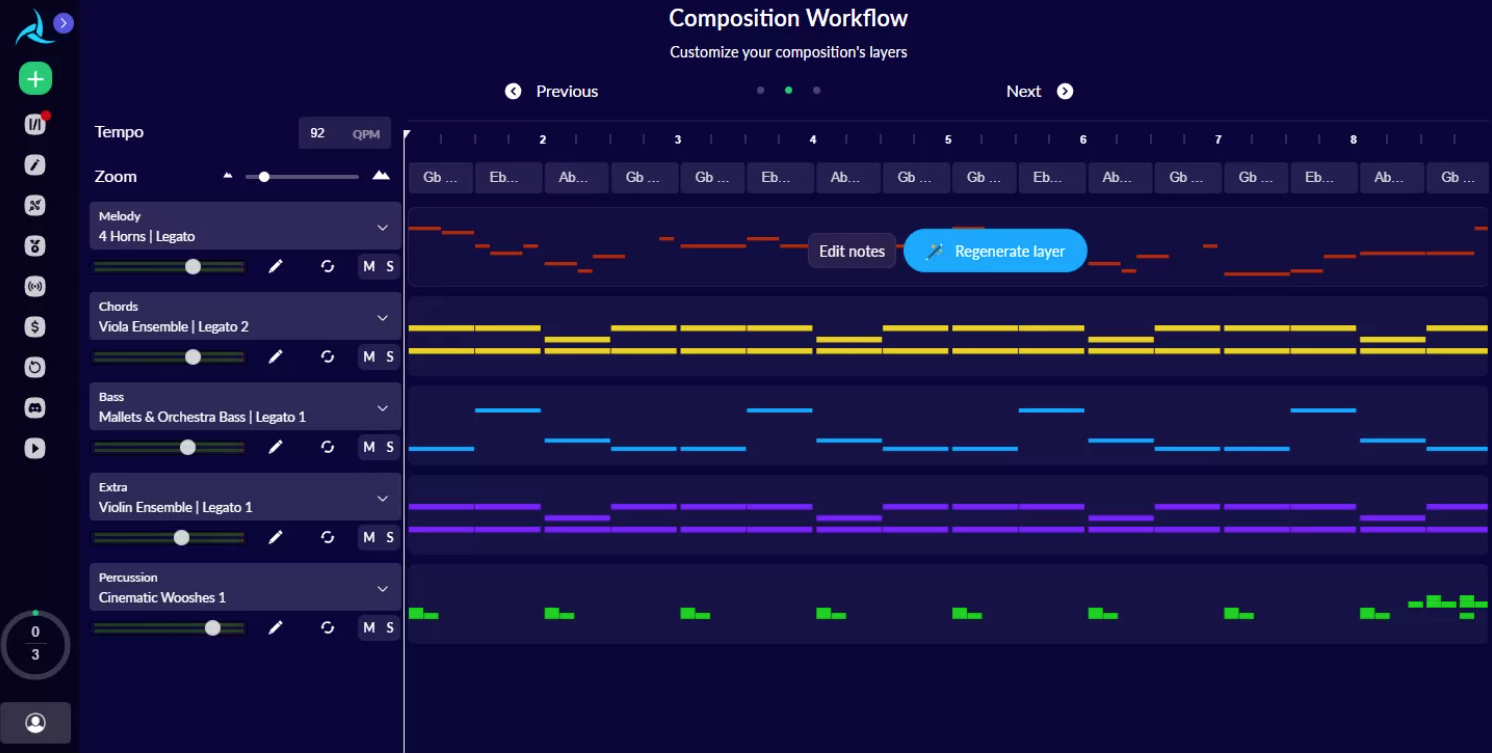 Composition Workflow
Customize your composition's layers
Previous
Next
Tempo
92 QPM
2 3 4 5 6 7 8
Zoom
Gb ... Eb... Ab... Gb ... Gb ... Eb... Ab... Gb ... Gb ... Eb... Ab... Gb ... Gb ... Eb... Ab... Gb ...
Melody
4 Horns | Legato
Edit notes
Regenerate layer
M S
Chords
Viola Ensemble | Legato 2
M S
Bass
Mallets & Orchestra Bass | Legato 1
M S
Extra
Violin Ensemble | Legato 1
M S
Percussion
Cinematic Wooshes 1
M S
0
3